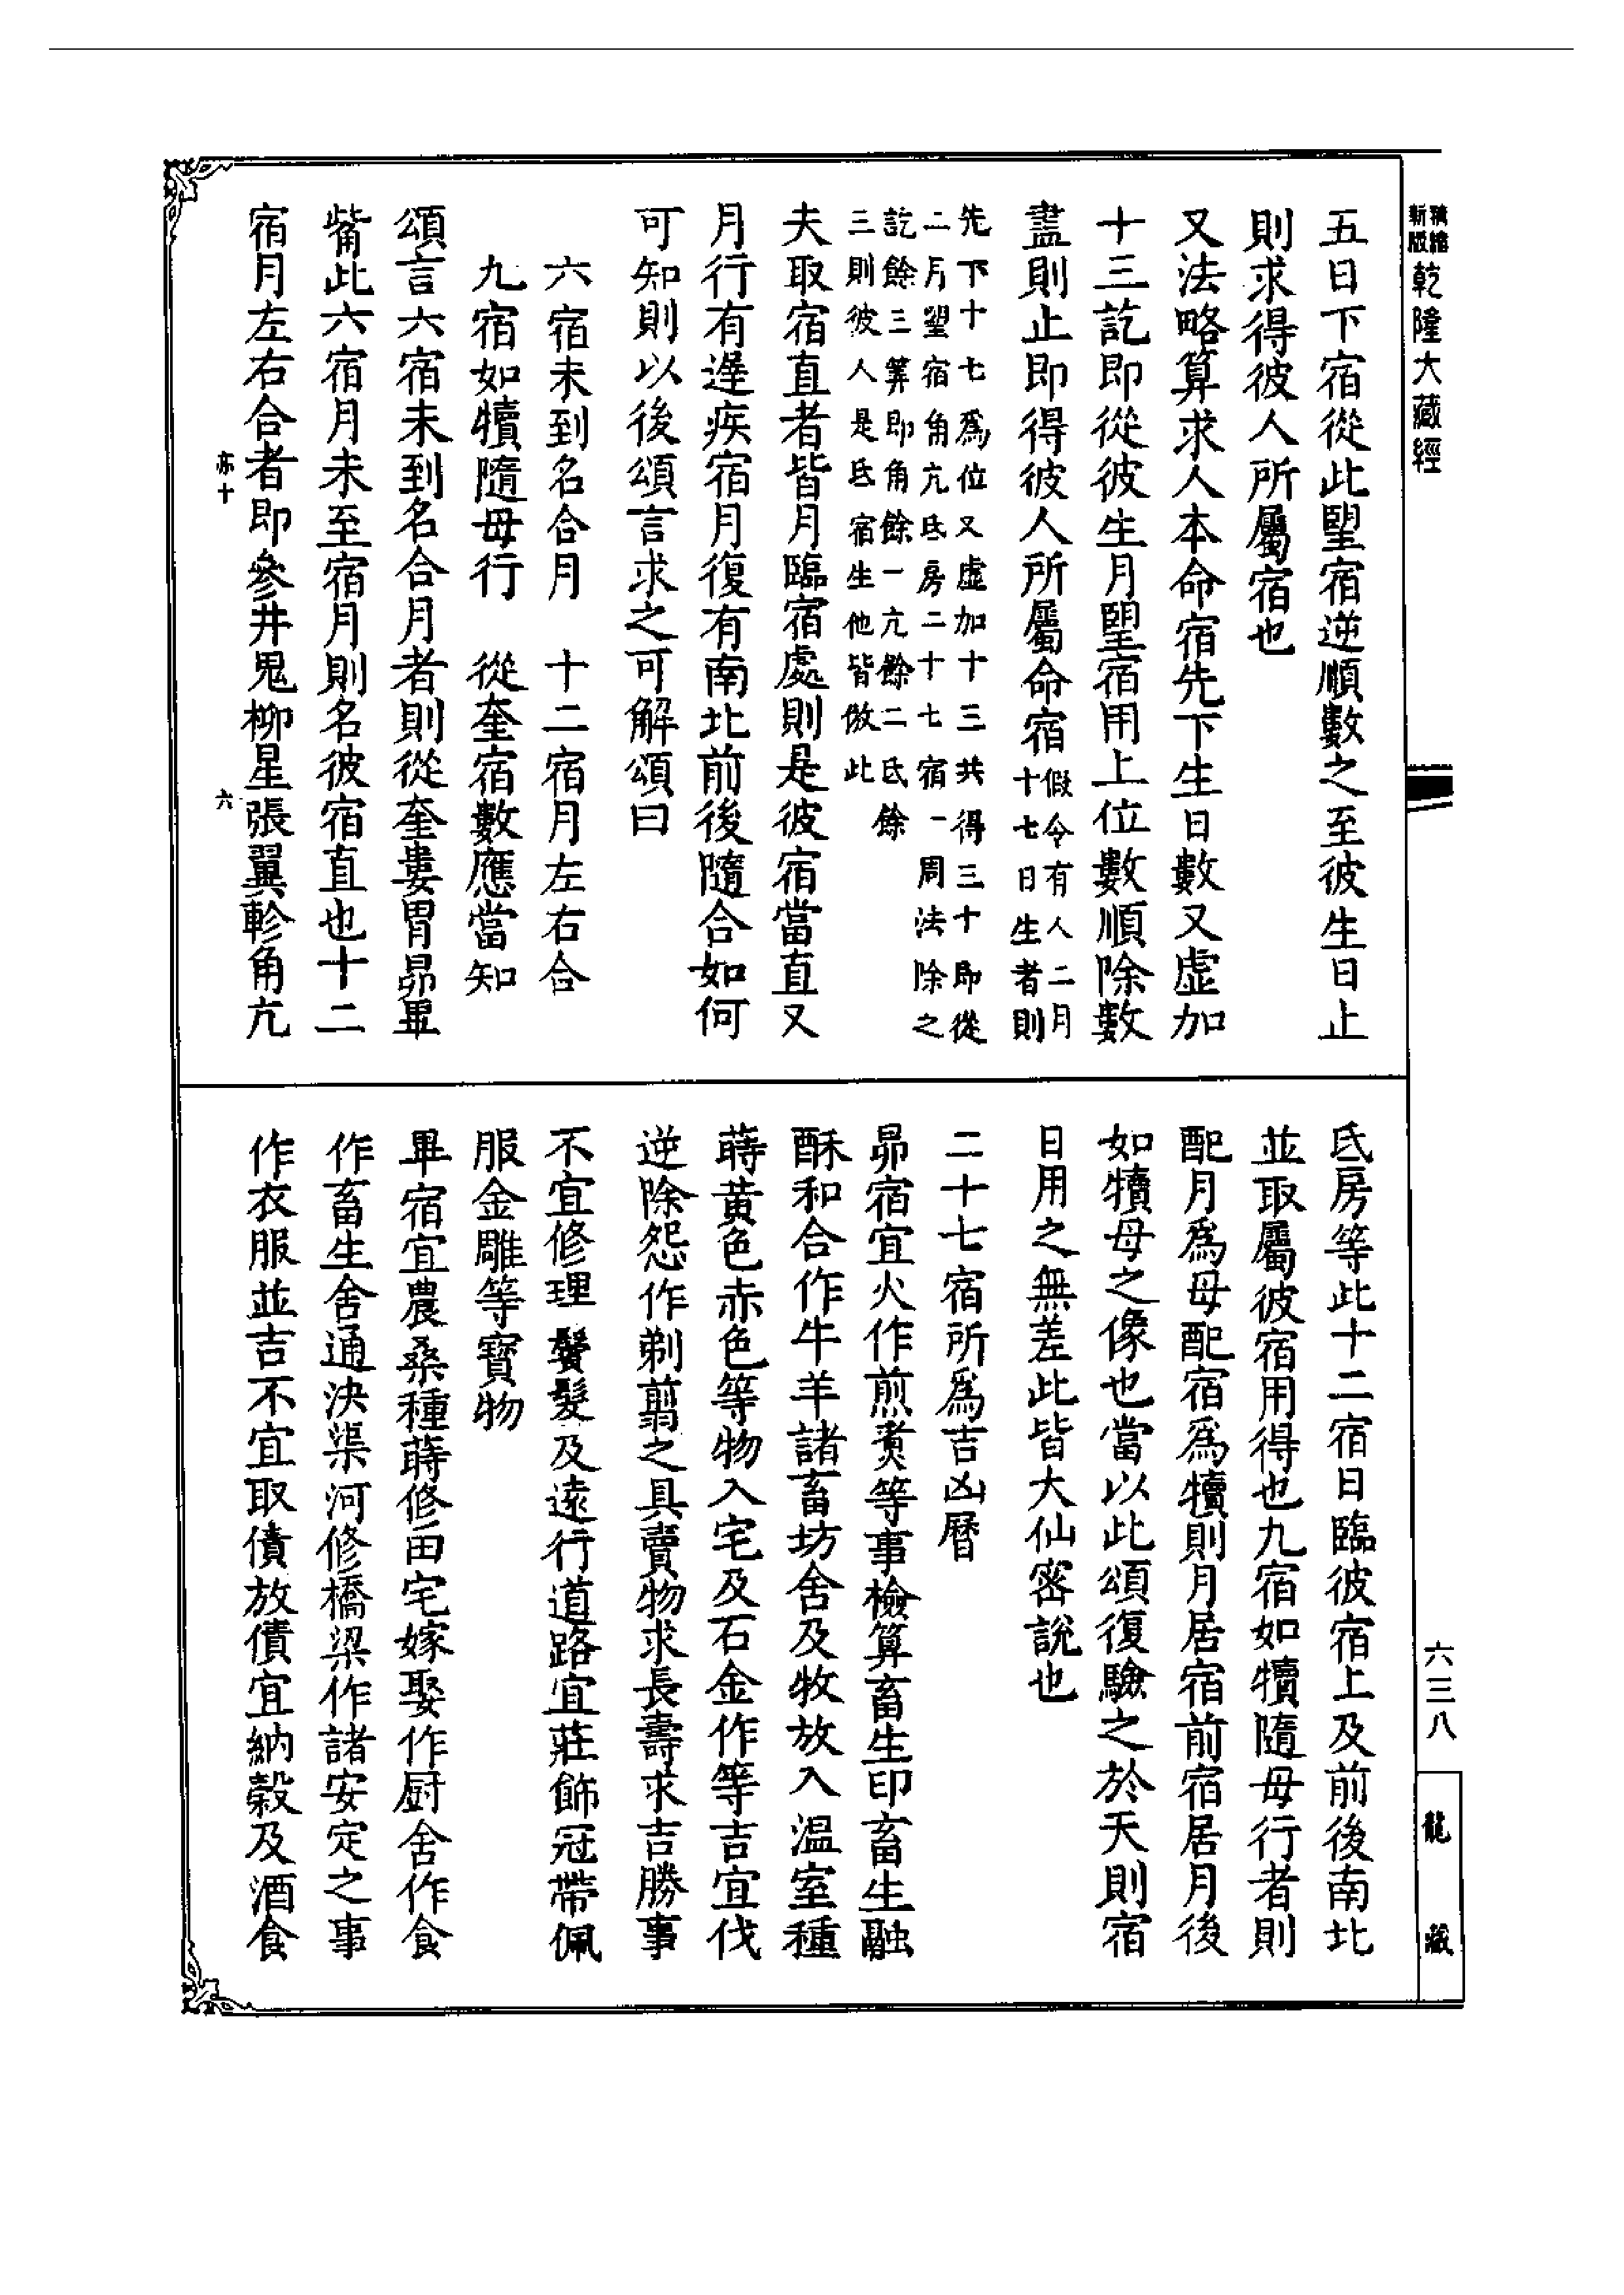 新版精縮乾隆大藏經
五日下宿從此朢宿逆順數之至彼生日止
則求得彼人所屬宿也
又法略算求人本命宿先下生日數又虛加
十三訖即從彼生月朢宿用上位數順除數
盡則止即得彼人所屬命宿
假令有人二月
十七日生者則
先下十七爲位又虛加十三共得三十即從
二月朢宿角亢氐房二十七宿一周法除之
訖餘三筭即角餘一亢餘二氐餘
三則彼人是氐宿生他皆倣此
夫取宿直者皆月臨宿處則是彼宿當直又
月行有遲疾宿月復有南北前後隨合如何
可知則以後頌言求之可解頌曰
六宿未到名合月　十二宿月左右合
九宿如犢隨母行　從奎宿數應當知
頌言六宿未到名合月者則從奎婁胃昴畢
觜此六宿月未至宿月則名彼宿直也十二
宿月左右合者即參井鬼柳星張翼軫角亢
亦十　六
氐房等此十二宿日臨彼宿上及前後南北
並取屬彼宿用得也九宿如犢隨母行者則
配月爲母配宿爲犢則月居宿前宿居月後
如犢母之像也當以此頌復驗之於天則宿
日用之無差此皆大仙密說也
二十七宿所爲吉凶曆
昴宿宜火作煎煑等事檢算畜生印畜生融
酥和合作牛羊諸畜坊舍及牧放入溫室種
蒔黄色赤色等物入宅及石金作等吉宜伐
逆除怨作剃翦之具賣物求長壽求吉勝事
不宜修理鬢髮及遠行道路宜莊飾冠帶佩
服金雕等寶物
畢宿宜農桑種蒔修田宅嫁娶作厨舍作食
作畜生舍通決渠河修橋梁作諸安定之事
作衣服並吉不宜取債放債宜納穀及酒食
六三八
龍藏